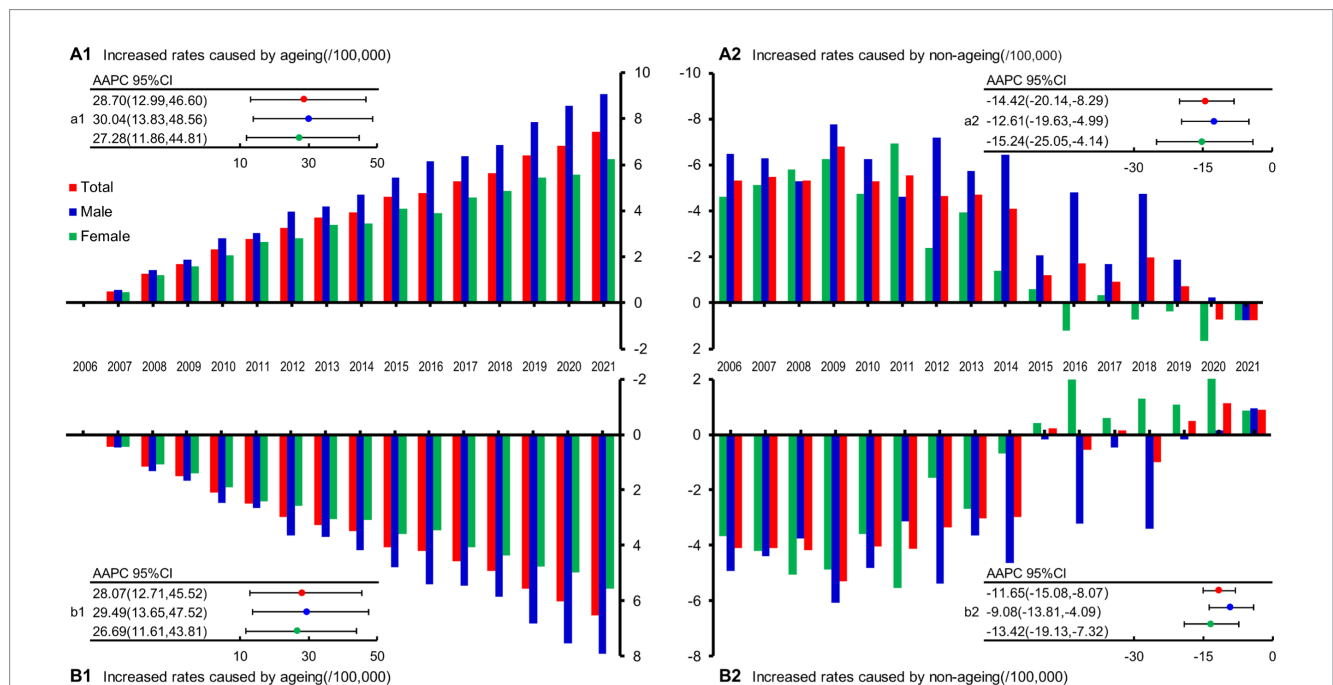 A1 Increased rates caused by ageing(/100,000)
AAPC 95%CI
28.70(12.99,46.60)
a1 30.04(13.83,48.56)
27.28(11.86,44.81)
10 30 50
Total
Male
Female
10
8
6
4
2
0
-2
A2 Increased rates caused by non-ageing(/100,000)
AAPC 95%CI
-14.42(-20.14,-8.29)
a2 -12.61(-19.63,-4.99)
-15.24(-25.05,-4.14)
-30 -15 0
-10
-8
-6
-4
-2
0
2
2006 2007 2008 2009 2010 2011 2012 2013 2014 2015 2016 2017 2018 2019 2020 2021
2006 2007 2008 2009 2010 2011 2012 2013 2014 2015 2016 2017 2018 2019 2020 2021
-2
0
2
4
6
8
AAPC 95%CI
28.07(12.71,45.52)
b1 29.49(13.65,47.52)
26.69(11.61,43.81)
10 30 50
B1 Increased rates caused by ageing(/100,000)
2
0
-2
-4
-6
-8
AAPC 95%CI
-11.65(-15.08,-8.07)
b2 -9.08(-13.81,-4.09)
-13.42(-19.13,-7.32)
-30 -15 0
B2 Increased rates caused by non-ageing(/100,000)